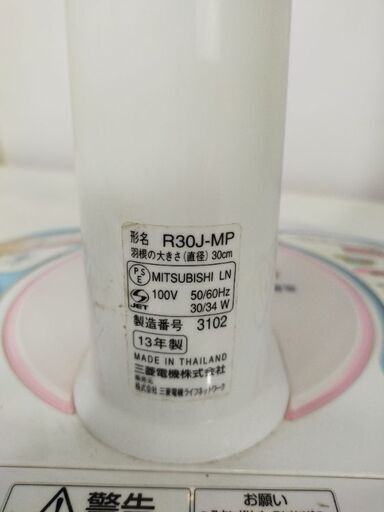 形名 R30J-MP
羽根の大きさ(直径) 30cm
PSE MITSUBISHI LN
JET 100V 50/60Hz
30/34 W
製造番号 3102
13年製
MADE IN THAILAND
三菱電機株式会社
販売元
株式会社 三菱電機ライフネットワーク
警告
お願い